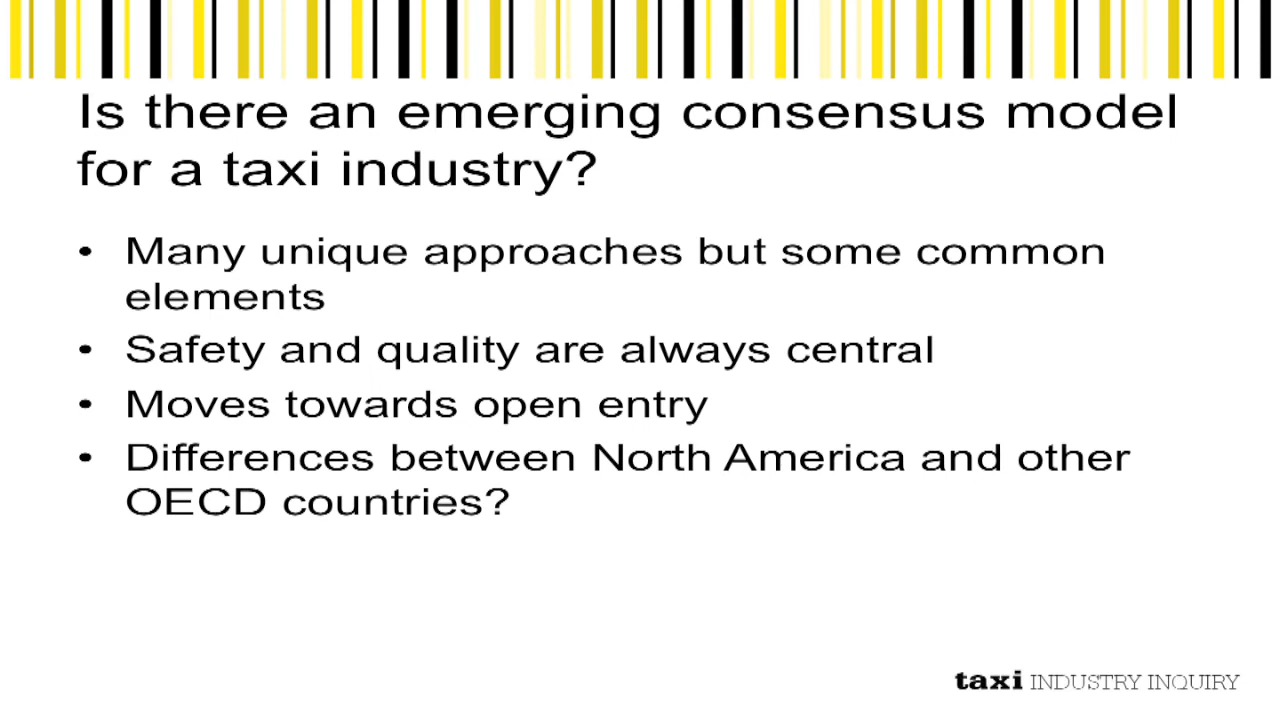 Is there an emerging consensus model
for a taxi industry?
• Many unique approaches but some common
elements
• Safety and quality are always central
• Moves towards open entry
• Differences between North America and other
OECD countries?
taxi INDUSTRY INQUIRY